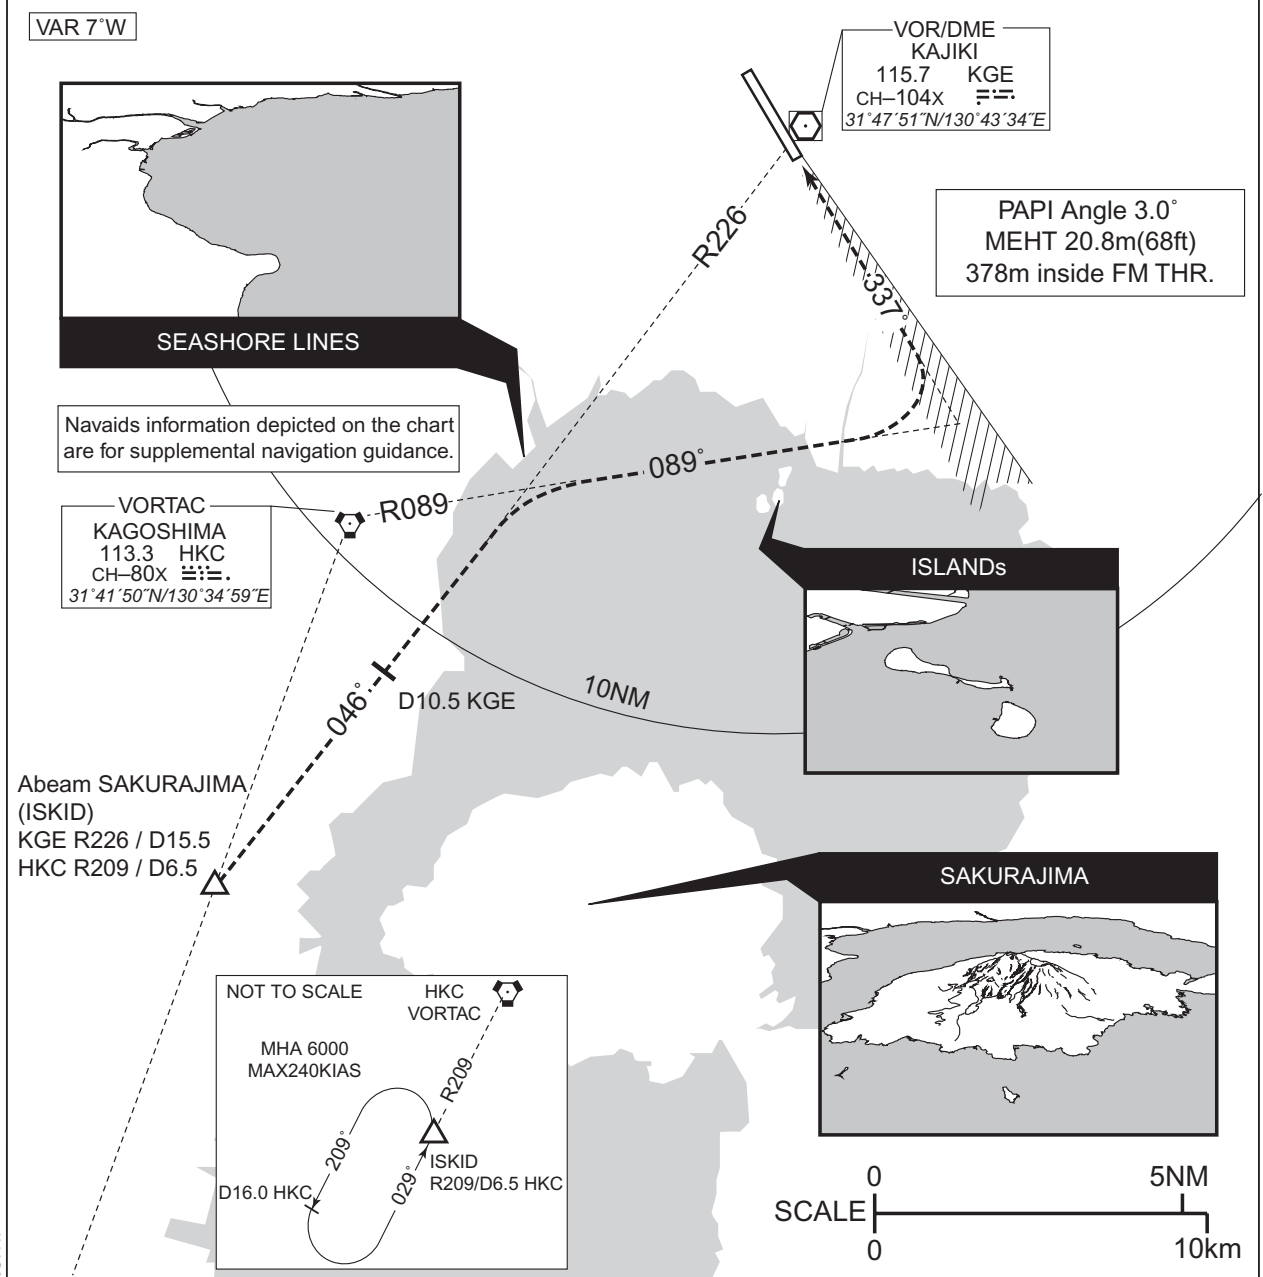 VAR 7˚W
VOR/DME
KAJIKI
115.7 KGE
CH–104X
31˚47´51˝N/130˚43´34˝E
PAPI Angle 3.0˚
MEHT 20.8m(68ft)
378m inside FM THR.
R226
337˚
SEASHORE LINES
Navaids information depicted on the chart
are for supplemental navigation guidance.
VORTAC
KAGOSHIMA
113.3 HKC
CH–80X
31˚41´50˝N/130˚34´59˝E
R089
089˚
ISLANDs
046˚
D10.5 KGE
10NM
Abeam SAKURAJIMA
(ISKID)
KGE R226 / D15.5
HKC R209 / D6.5
SAKURAJIMA
NOT TO SCALE
HKC
VORTAC
MHA 6000
MAX240KIAS
R209
209˚
029˚
ISKID
R209/D6.5 HKC
D16.0 HKC
0 5NM
SCALE
0 10km